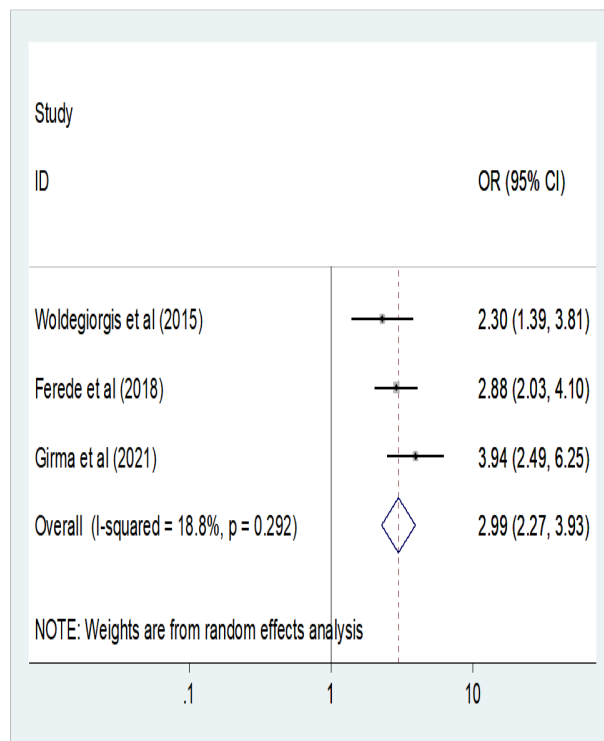 Study
ID OR (95% CI)
Woldegiorgis et al (2015) 2.30 (1.39, 3.81)
Ferede et al (2018) 2.88 (2.03, 4.10)
Girma et al (2021) 3.94 (2.49, 6.25)
Overall (I-squared = 18.8%, p = 0.292) 2.99 (2.27, 3.93)
NOTE: Weights are from random effects analysis
.1 1 10